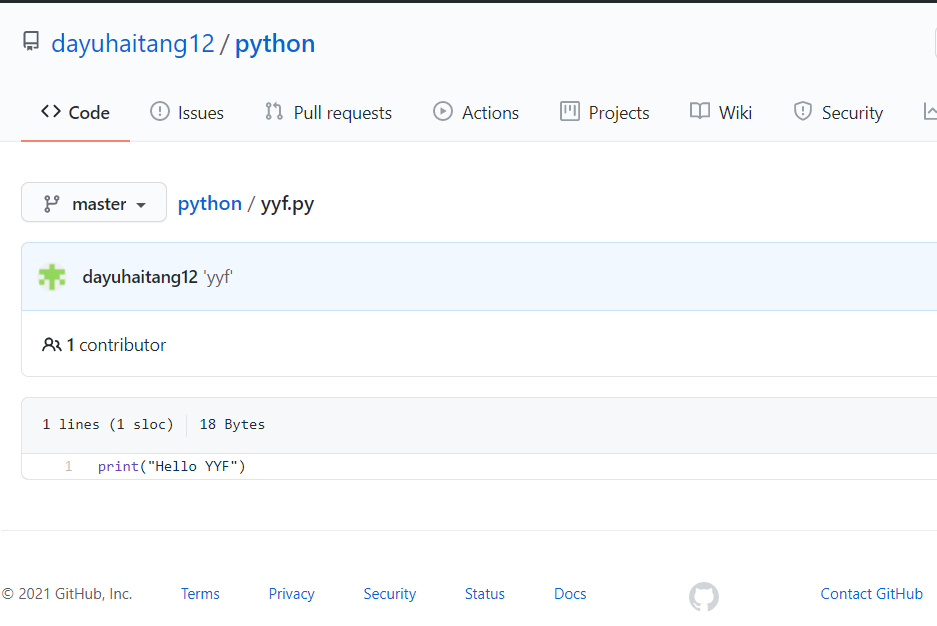 dayuhaitang12 / python
Code Issues Pull requests Actions Projects Wiki Security
master python / yyf.py
dayuhaitang12 'yyf'
1 contributor
1 lines (1 sloc) 18 Bytes
1 print("Hello YYF")
© 2021 GitHub, Inc. Terms Privacy Security Status Docs Contact GitHub